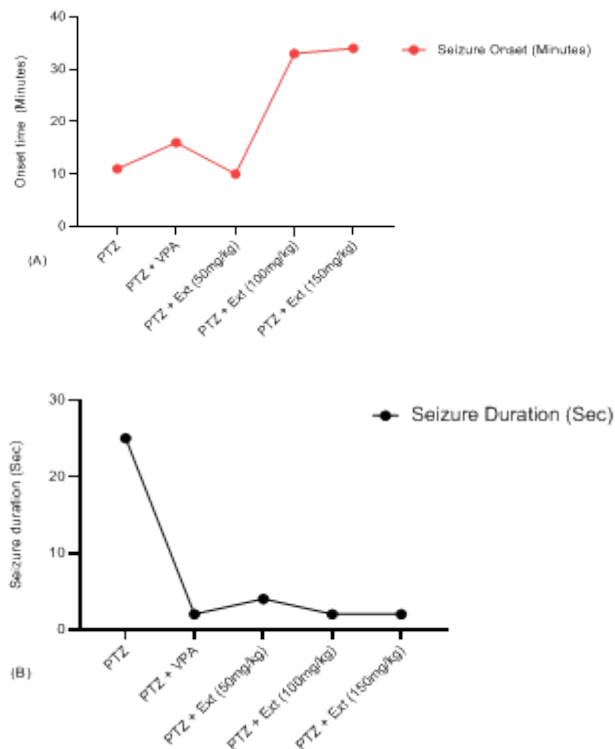 40
30
20
10
0
Onset time (Minutes)
Seizure Onset (Minutes)
PTZ
PTZ + VPA
PTZ + Ext (50mg/kg)
PTZ + Ext (100mg/kg)
PTZ + Ext (150mg/kg)
(A)
30
20
10
0
Seizure duration (Sec)
Seizure Duration (Sec)
PTZ
PTZ + VPA
PTZ + Ext (50mg/kg)
PTZ + Ext (100mg/kg)
PTZ + Ext (150mg/kg)
(B)